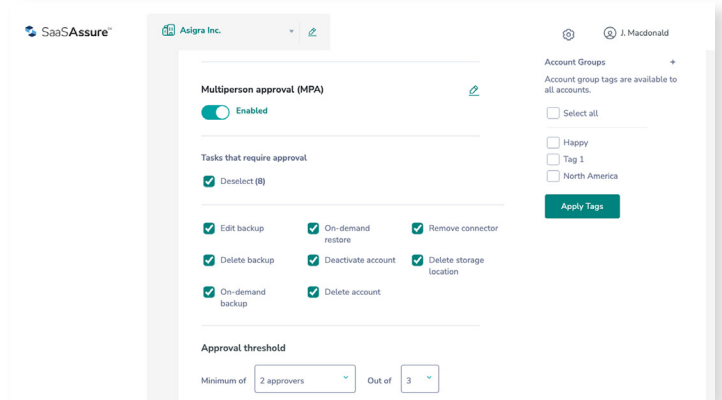 SaaSAssure™
Asigra Inc.
J. Macdonald
Multiperson approval (MPA)
Enabled
Tasks that require approval
Deselect (8)
Edit backup
On-demand
restore
Remove connector
Delete backup
Deactivate account
Delete storage
location
On-demand
backup
Delete account
Approval threshold
Minimum of
2 approvers
Out of
3
Account Groups
+
Account group tags are available to
all accounts.
Select all
Happy
Tag 1
North America
Apply Tags